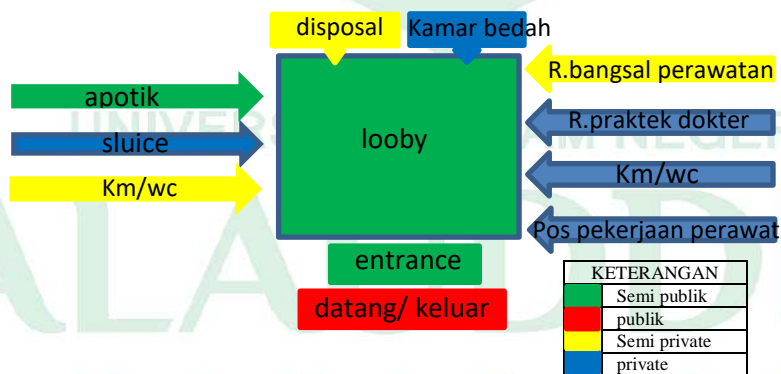 disposal
Kamar bedah
R.bangsal perawatan
apotik
R.praktek dokter
sluice
looby
Km/wc
Km/wc
Pos pekerjaan perawat
entrance
datang/ keluar
KETERANGAN
Semi publik
publik
Semi private
private